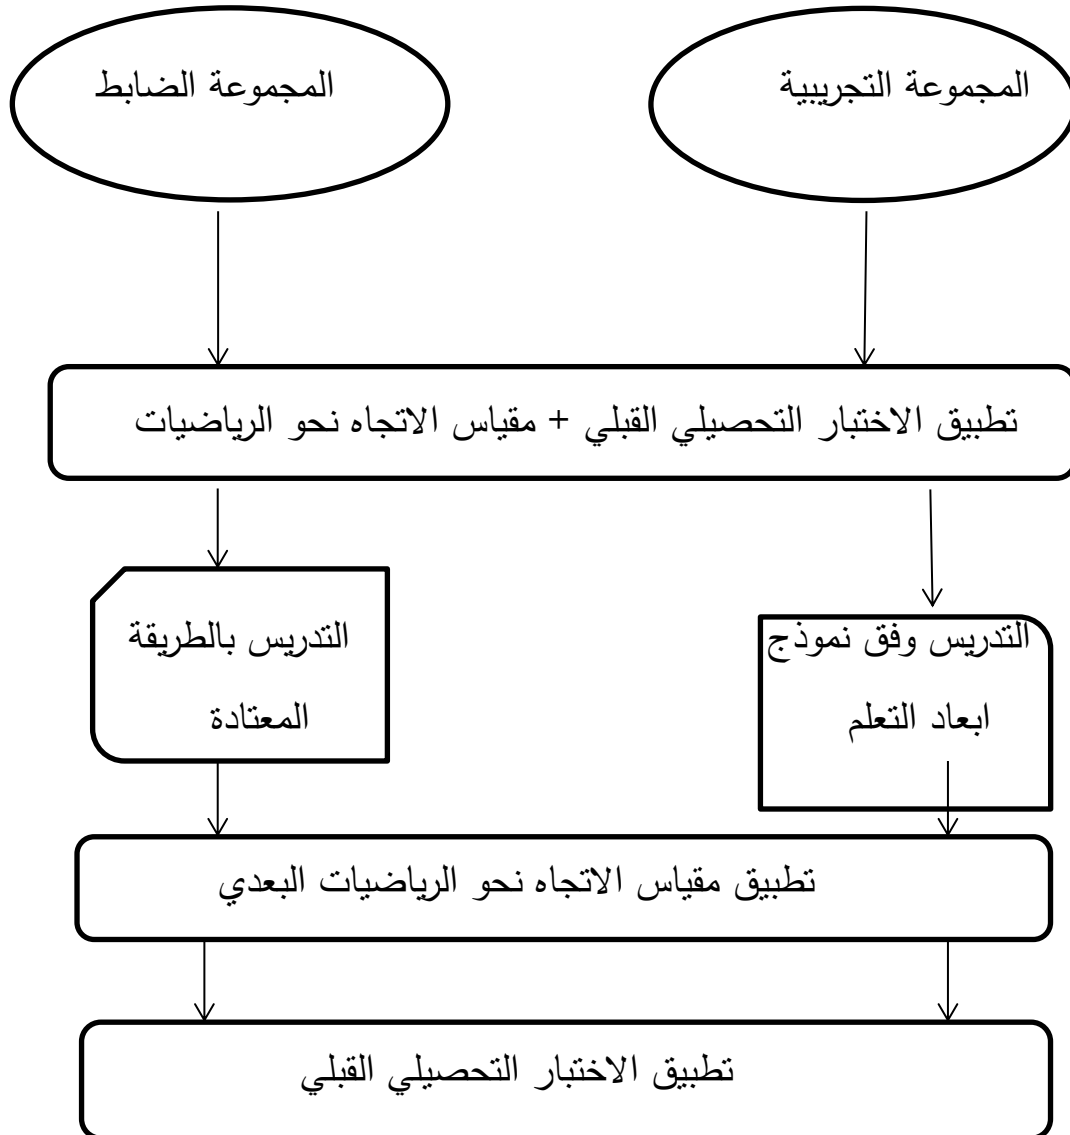 المجموعة التجريبية
المجموعة الضابط
تطبيق الاختبار التحصيلي القبلي + مقياس الاتجاه نحو الرياضيات
التدريس وفق نموذج
ابعاد التعلم
التدريس بالطريقة
المعتادة
تطبيق مقياس الاتجاه نحو الرياضيات البعدي
تطبيق الاختبار التحصيلي القبلي